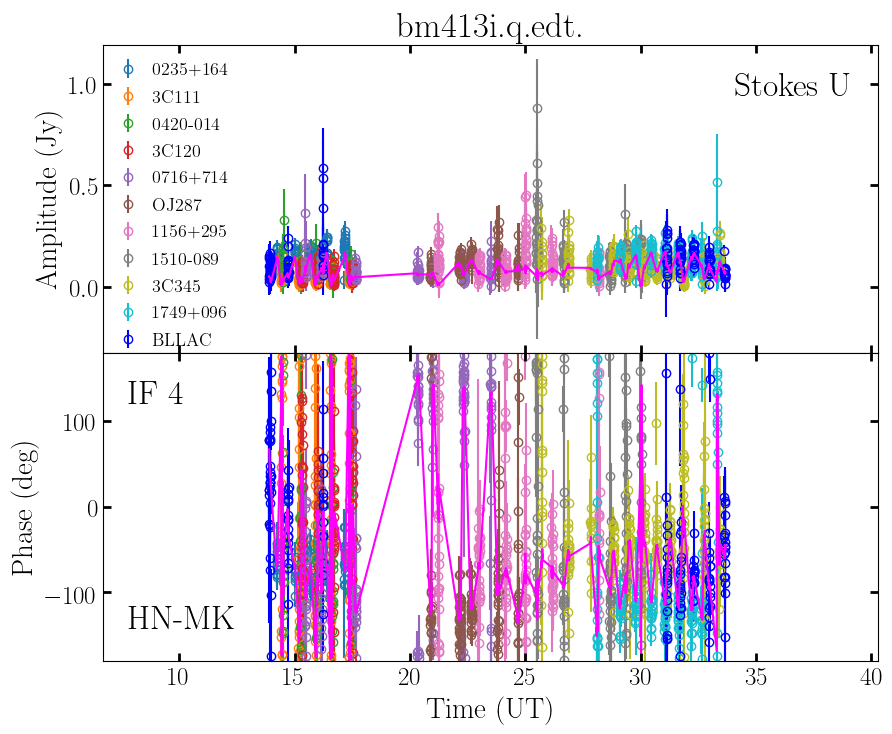 bm413i.q.edt.
Stokes U
Amplitude (Jy)
1.0
0.5
0.0
0235+164
3C111
0420-014
3C120
0716+714
OJ287
1156+295
1510-089
3C345
1749+096
BLLAC
IF 4
HN-MK
Phase (deg)
100
0
−100
10
15
20
25
30
35
40
Time (UT)